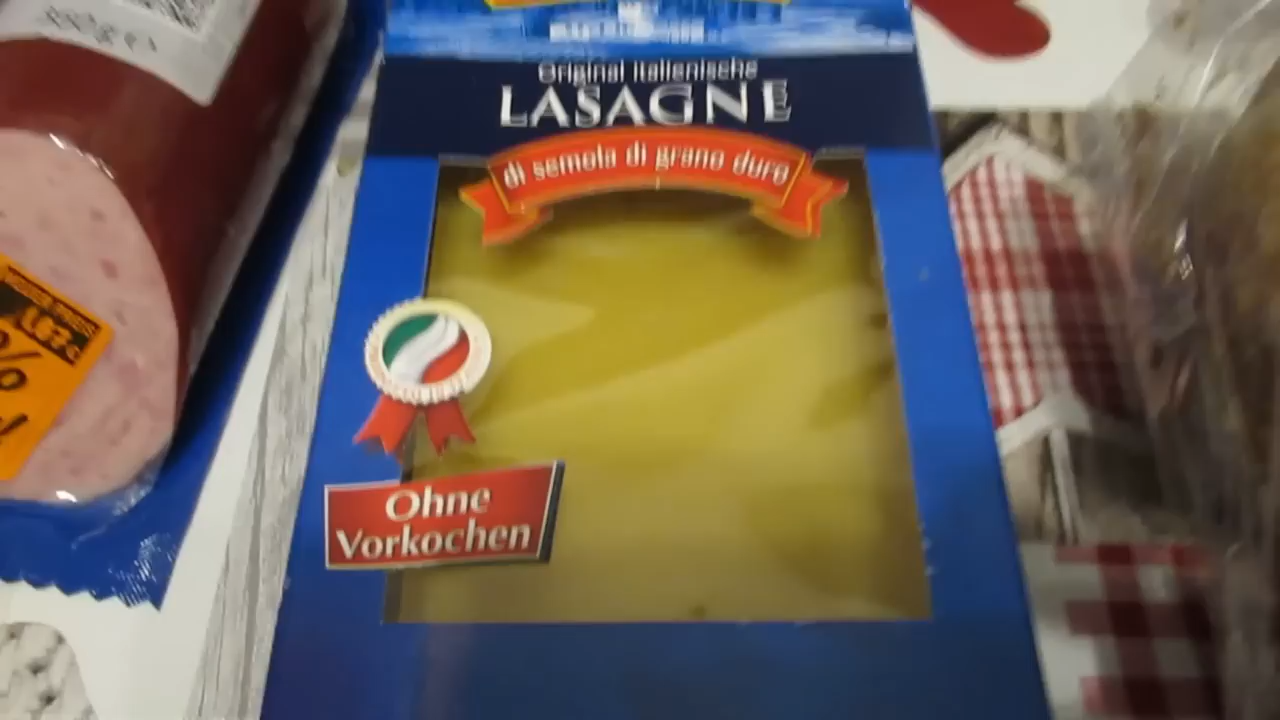 Original italienische
LASAGNE
di semola di grano duro
Ohne
Vorkochen
%